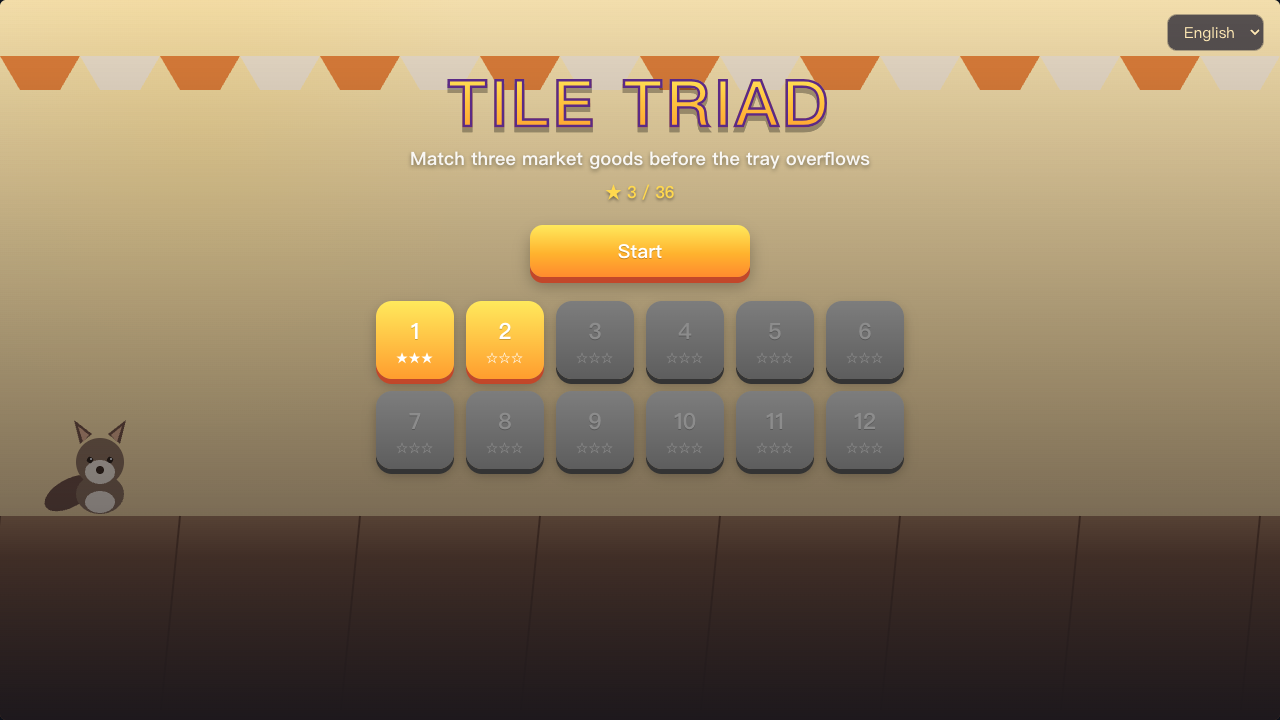 English
TILE TRIAD
Match three market goods before the tray overflows
★ 3 / 36
Start
1 2 3 4 5 6
★★★ ☆☆☆ ☆☆☆ ☆☆☆ ☆☆☆ ☆☆☆
7 8 9 10 11 12
☆☆☆ ☆☆☆ ☆☆☆ ☆☆☆ ☆☆☆ ☆☆☆